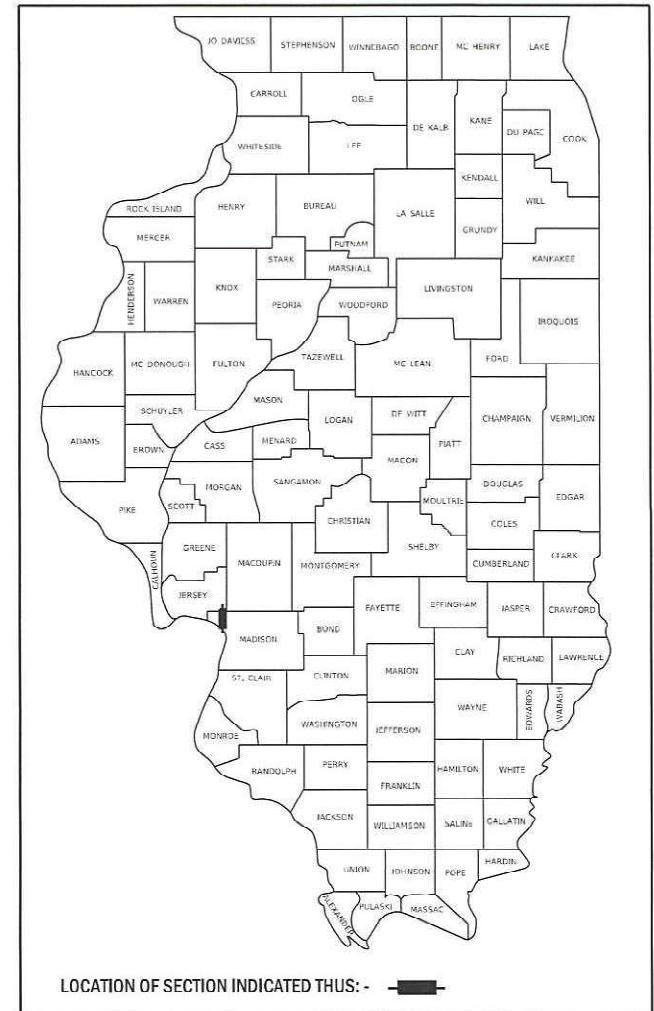 JO DAVIESS STEPHENSON WINNEBAGO BOONE MC HENRY LAKE
CARROLL OGLE DE KALB KANE DU PAGE COOK
WHITESIDE LEE
KENDALL
ROCK ISLAND HENRY BUREAU LA SALLE WILL
MERCER PUTNAM GRUNDY
STARK MARSHALL KANKAKEE
HENDERSON WARREN KNOX PEORIA WOODFORD LIVINGSTON
IROQUOIS
HANCOCK MC DONOUGH FULTON TAZEWELL MC LEAN FORD
MASON
SCHUYLER LOGAN DE WITT CHAMPAIGN VERMILION
ADAMS BROWN CASS MENARD PIATT
MACON
MORGAN SANGAMON DOUGLAS
PIKE SCOTT MOULTRIE EDGAR
CHRISTIAN COLES
GREENE SHELBY
CALHOUN MACOUPIN MONTGOMERY CUMBERLAND CLARK
JERSEY FAYETTE EFFINGHAM JASPER CRAWFORD
MADISON BOND
CLAY RICHLAND LAWRENCE
ST. CLAIR CLINTON MARION
WAYNE EDWARDS WABASH
MONROE WASHINGTON JEFFERSON
RANDOLPH PERRY HAMILTON WHITE
FRANKLIN
JACKSON WILLIAMSON SALINE GALLATIN
UNION JOHNSON POPE HARDIN
ALEXANDER PULASKI MASSAC
LOCATION OF SECTION INDICATED THUS: -